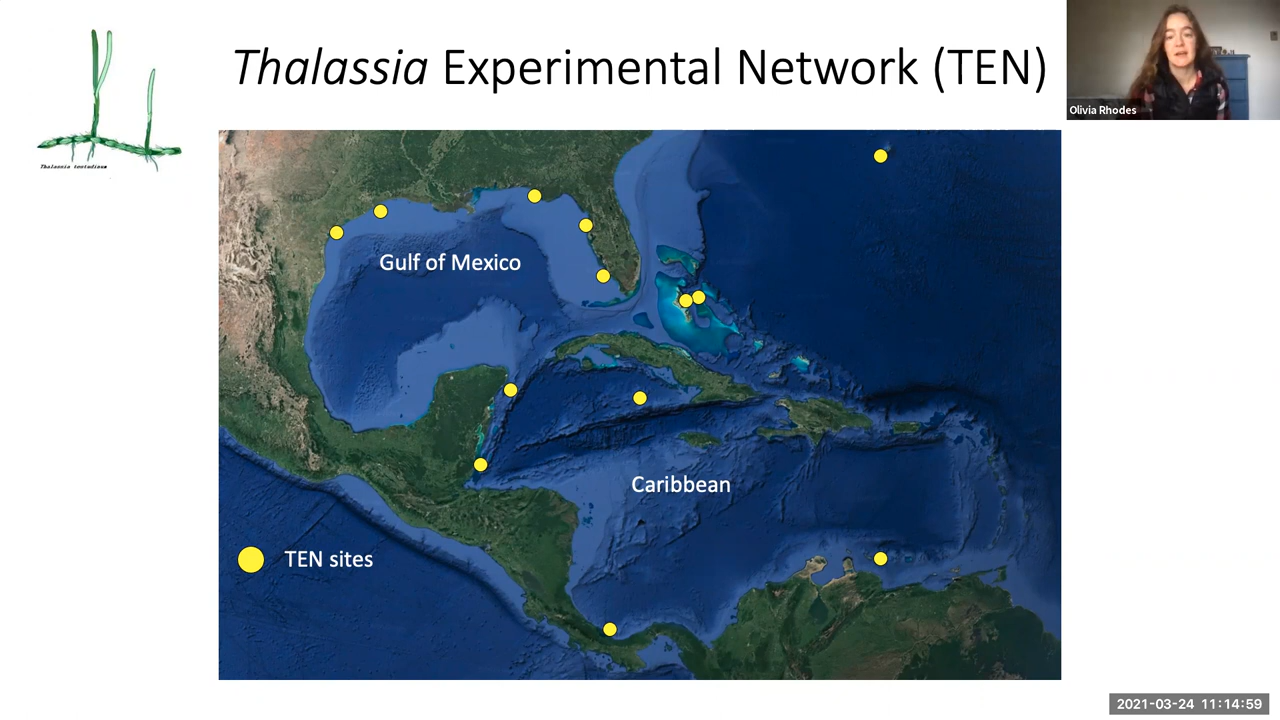 Thalassia Experimental Network (TEN)
Olivia Rhodes
Thalassia testudinum
Gulf of Mexico
Caribbean
TEN sites
2021-03-24 11:14:59